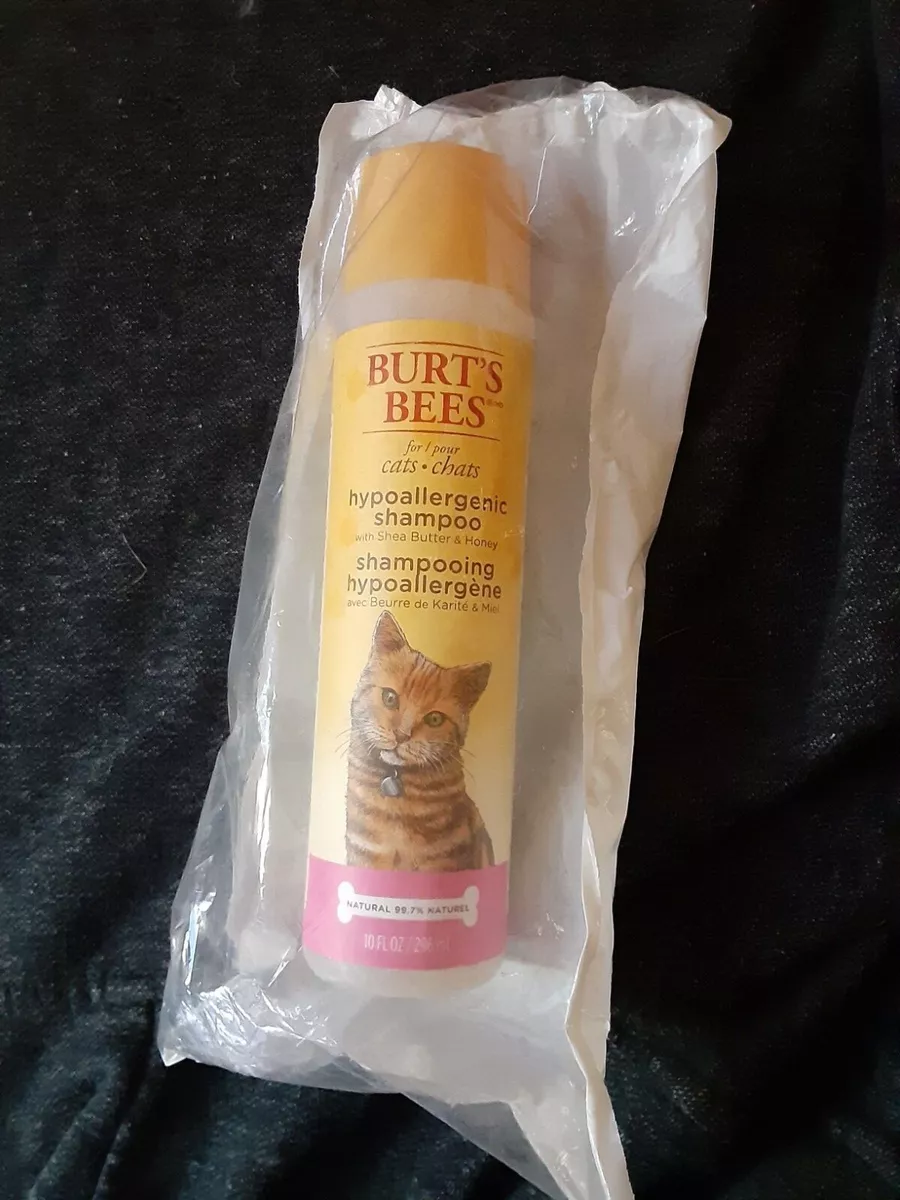 BURT'S
BEES
for / pour
cats • chats
hypoallergenic
shampoo
with Shea Butter & Honey
shampooing
hypoallergène
avec Beurre de Karité & Miel
NATURAL 99.7% NATUREL
10 FL OZ /